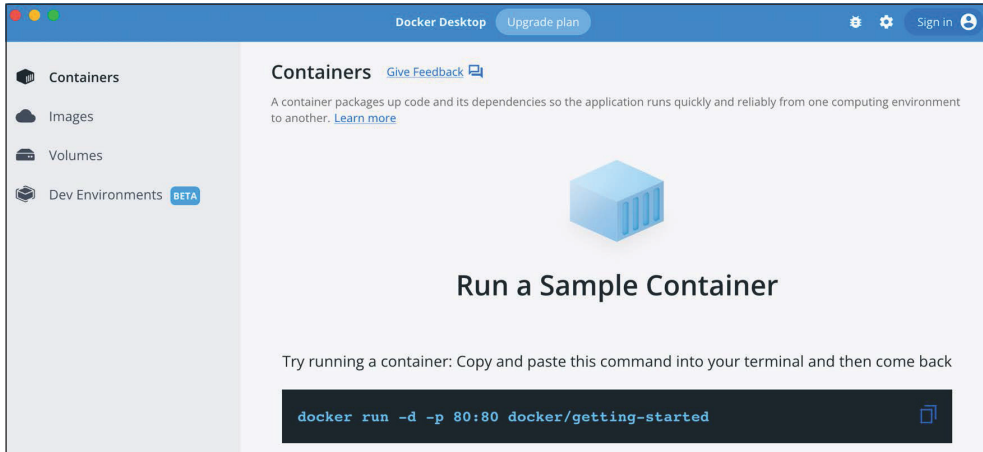 Docker Desktop Upgrade plan Sign in
Containers
Images
Volumes
Dev Environments BETA
Containers Give Feedback
A container packages up code and its dependencies so the application runs quickly and reliably from one computing environment
to another. Learn more
Run a Sample Container
Try running a container: Copy and paste this command into your terminal and then come back
docker run -d -p 80:80 docker/getting-started